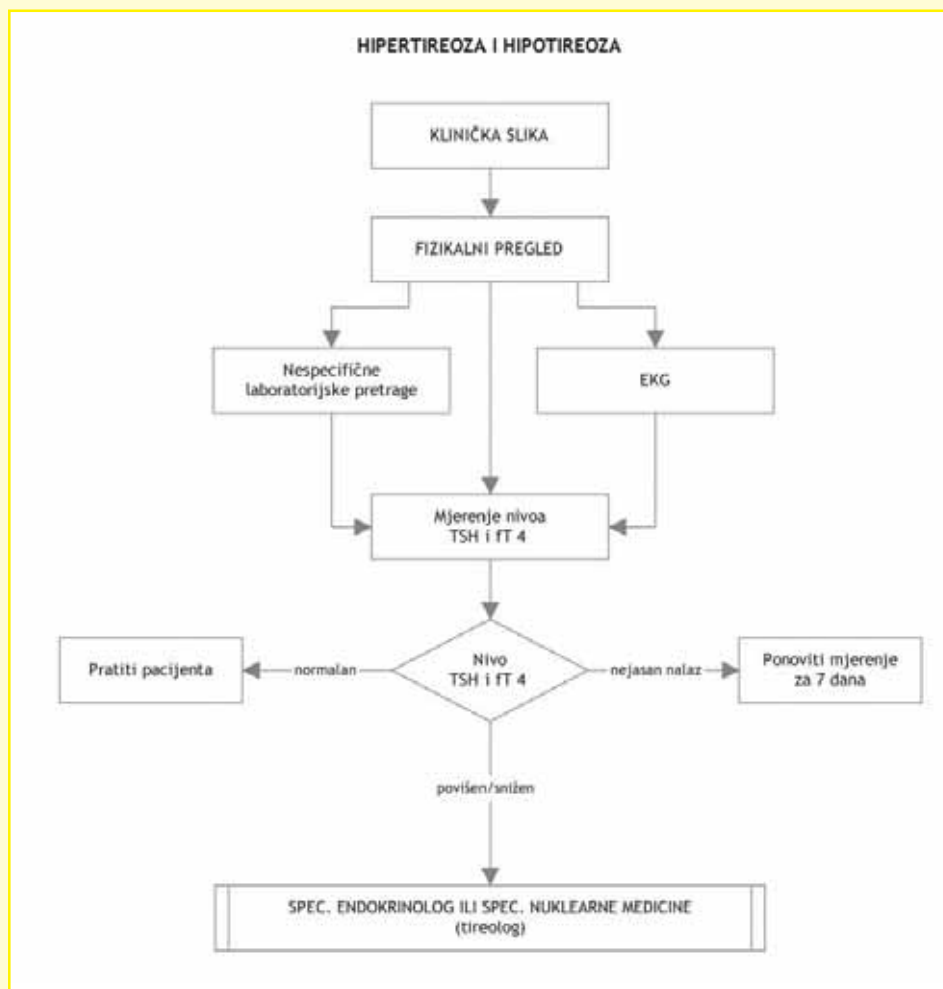 HIPERTIREOZA I HIPOTIREOZA
KLINIČKA SLIKA
FIZIKALNI PREGLED
Nespecifične
laboratorijske pretrage
EKG
Mjerenje nivoa
TSH i fT 4
Pratiti pacijenta
normalan
Nivo
TSH i fT 4
nejasan nalaz
Ponoviti mjerenje
za 7 dana
povišen/snižen
SPEC. ENDOKRINOLOG ILI SPEC. NUKLEARNE MEDICINE
(tireolog)